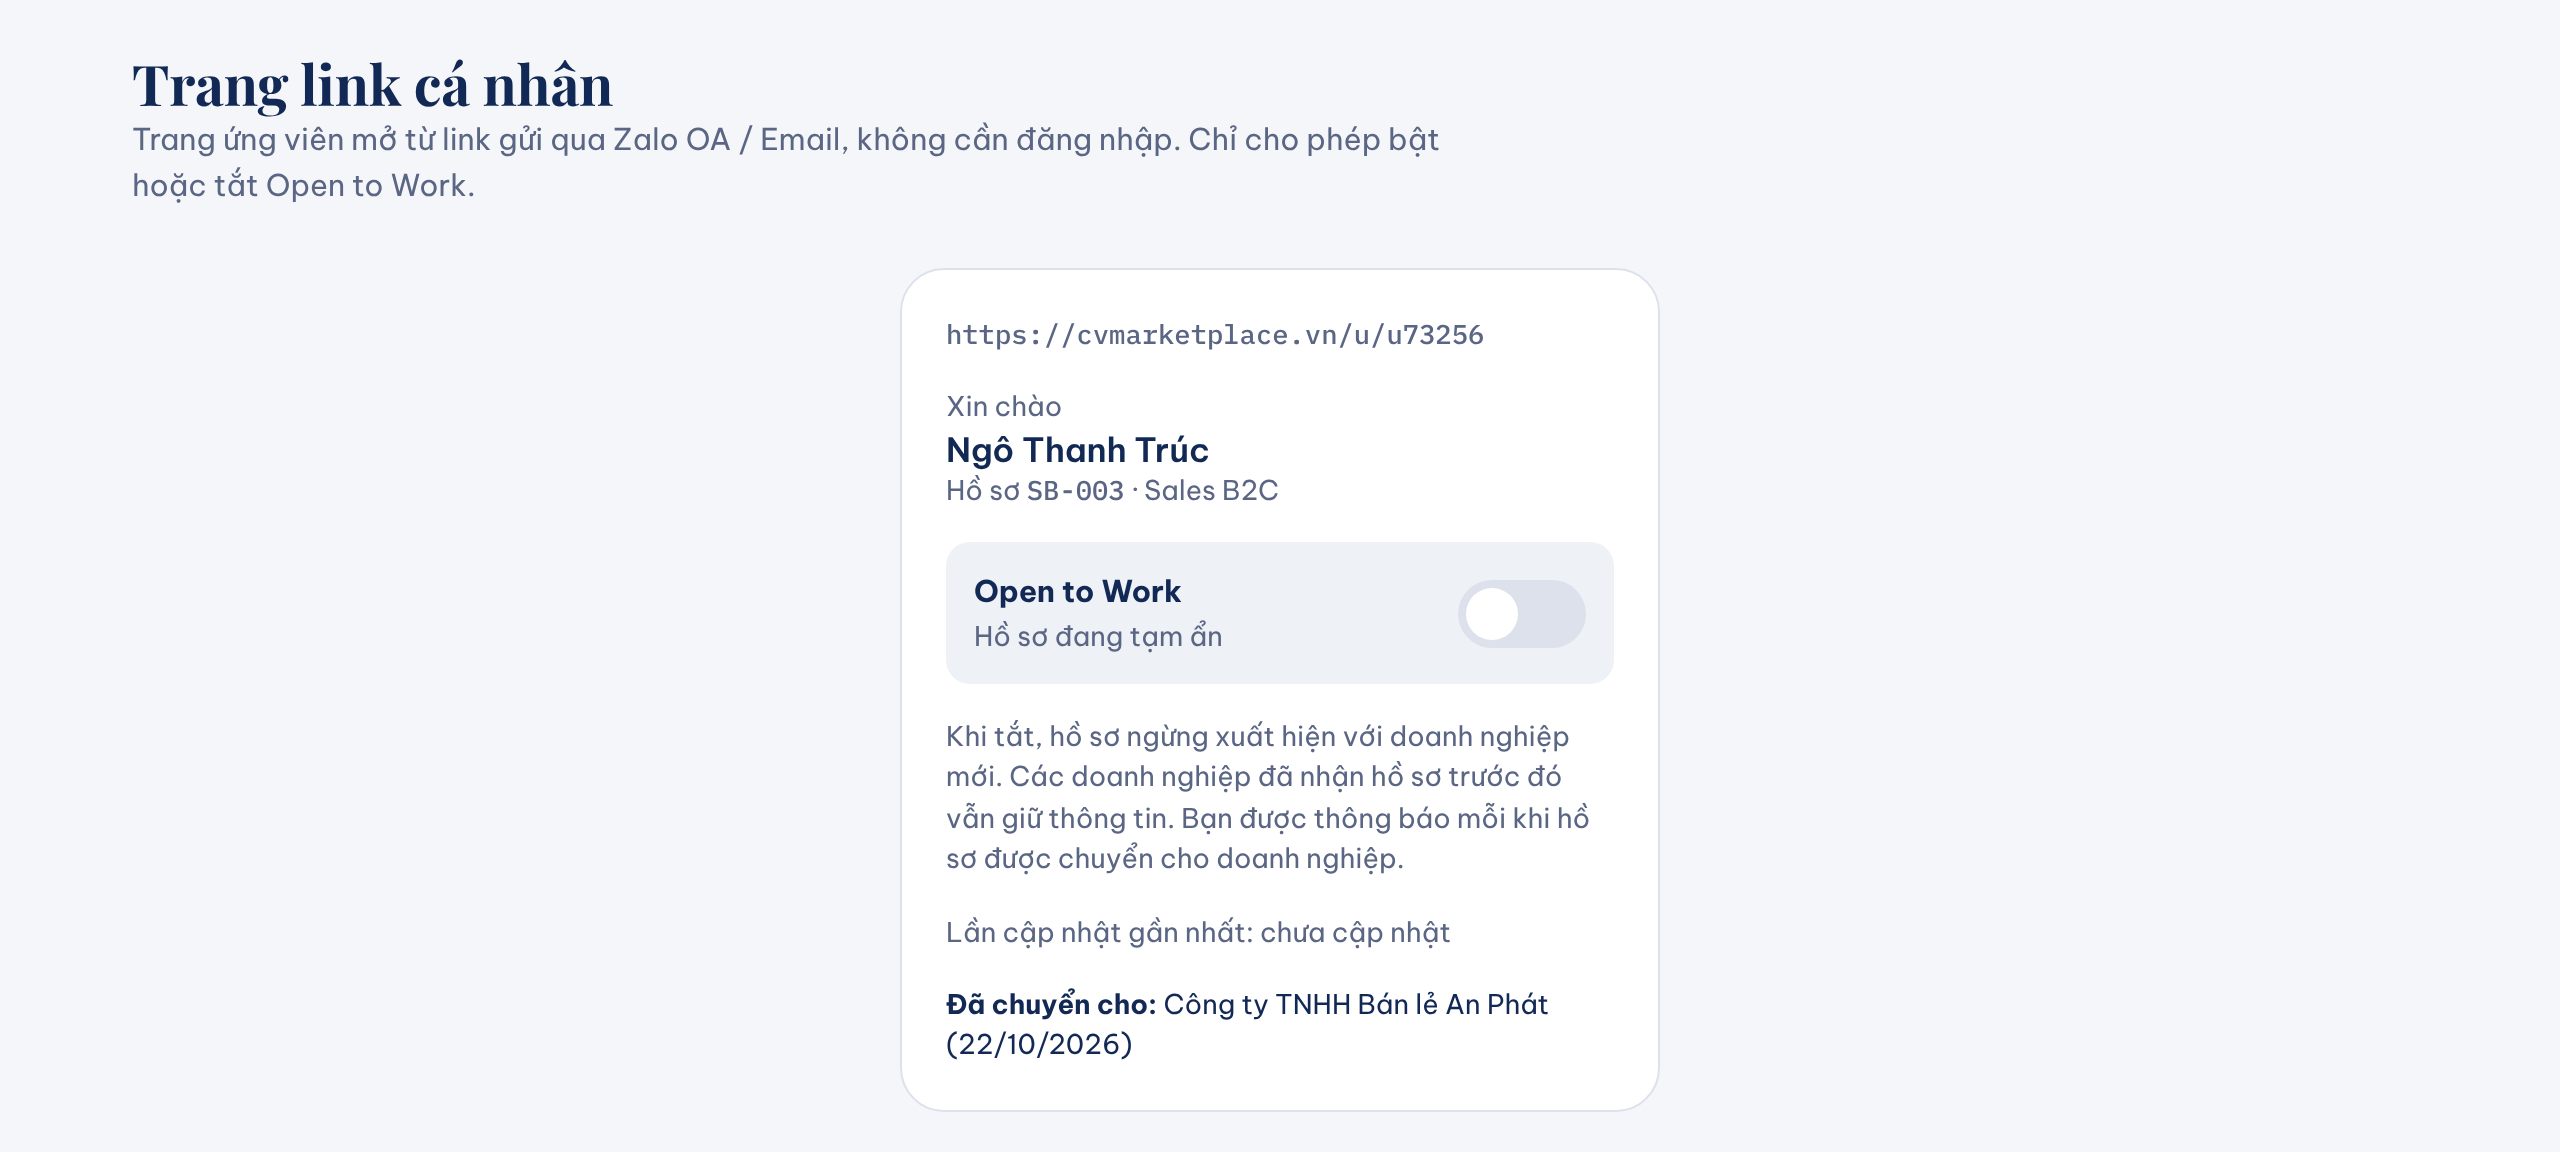 Trang link cá nhân
Trang ứng viên mở từ link gửi qua Zalo OA / Email, không cần đăng nhập. Chỉ cho phép bật
hoặc tắt Open to Work.
https://cvmarketplace.vn/u/u73256
Xin chào
Ngô Thanh Trúc
Hồ sơ SB-003 · Sales B2C
Open to Work
Hồ sơ đang tạm ẩn
Khi tắt, hồ sơ ngừng xuất hiện với doanh nghiệp
mới. Các doanh nghiệp đã nhận hồ sơ trước đó
vẫn giữ thông tin. Bạn được thông báo mỗi khi hồ
sơ được chuyển cho doanh nghiệp.
Lần cập nhật gần nhất: chưa cập nhật
Đã chuyển cho: Công ty TNHH Bán lẻ An Phát
(22/10/2026)